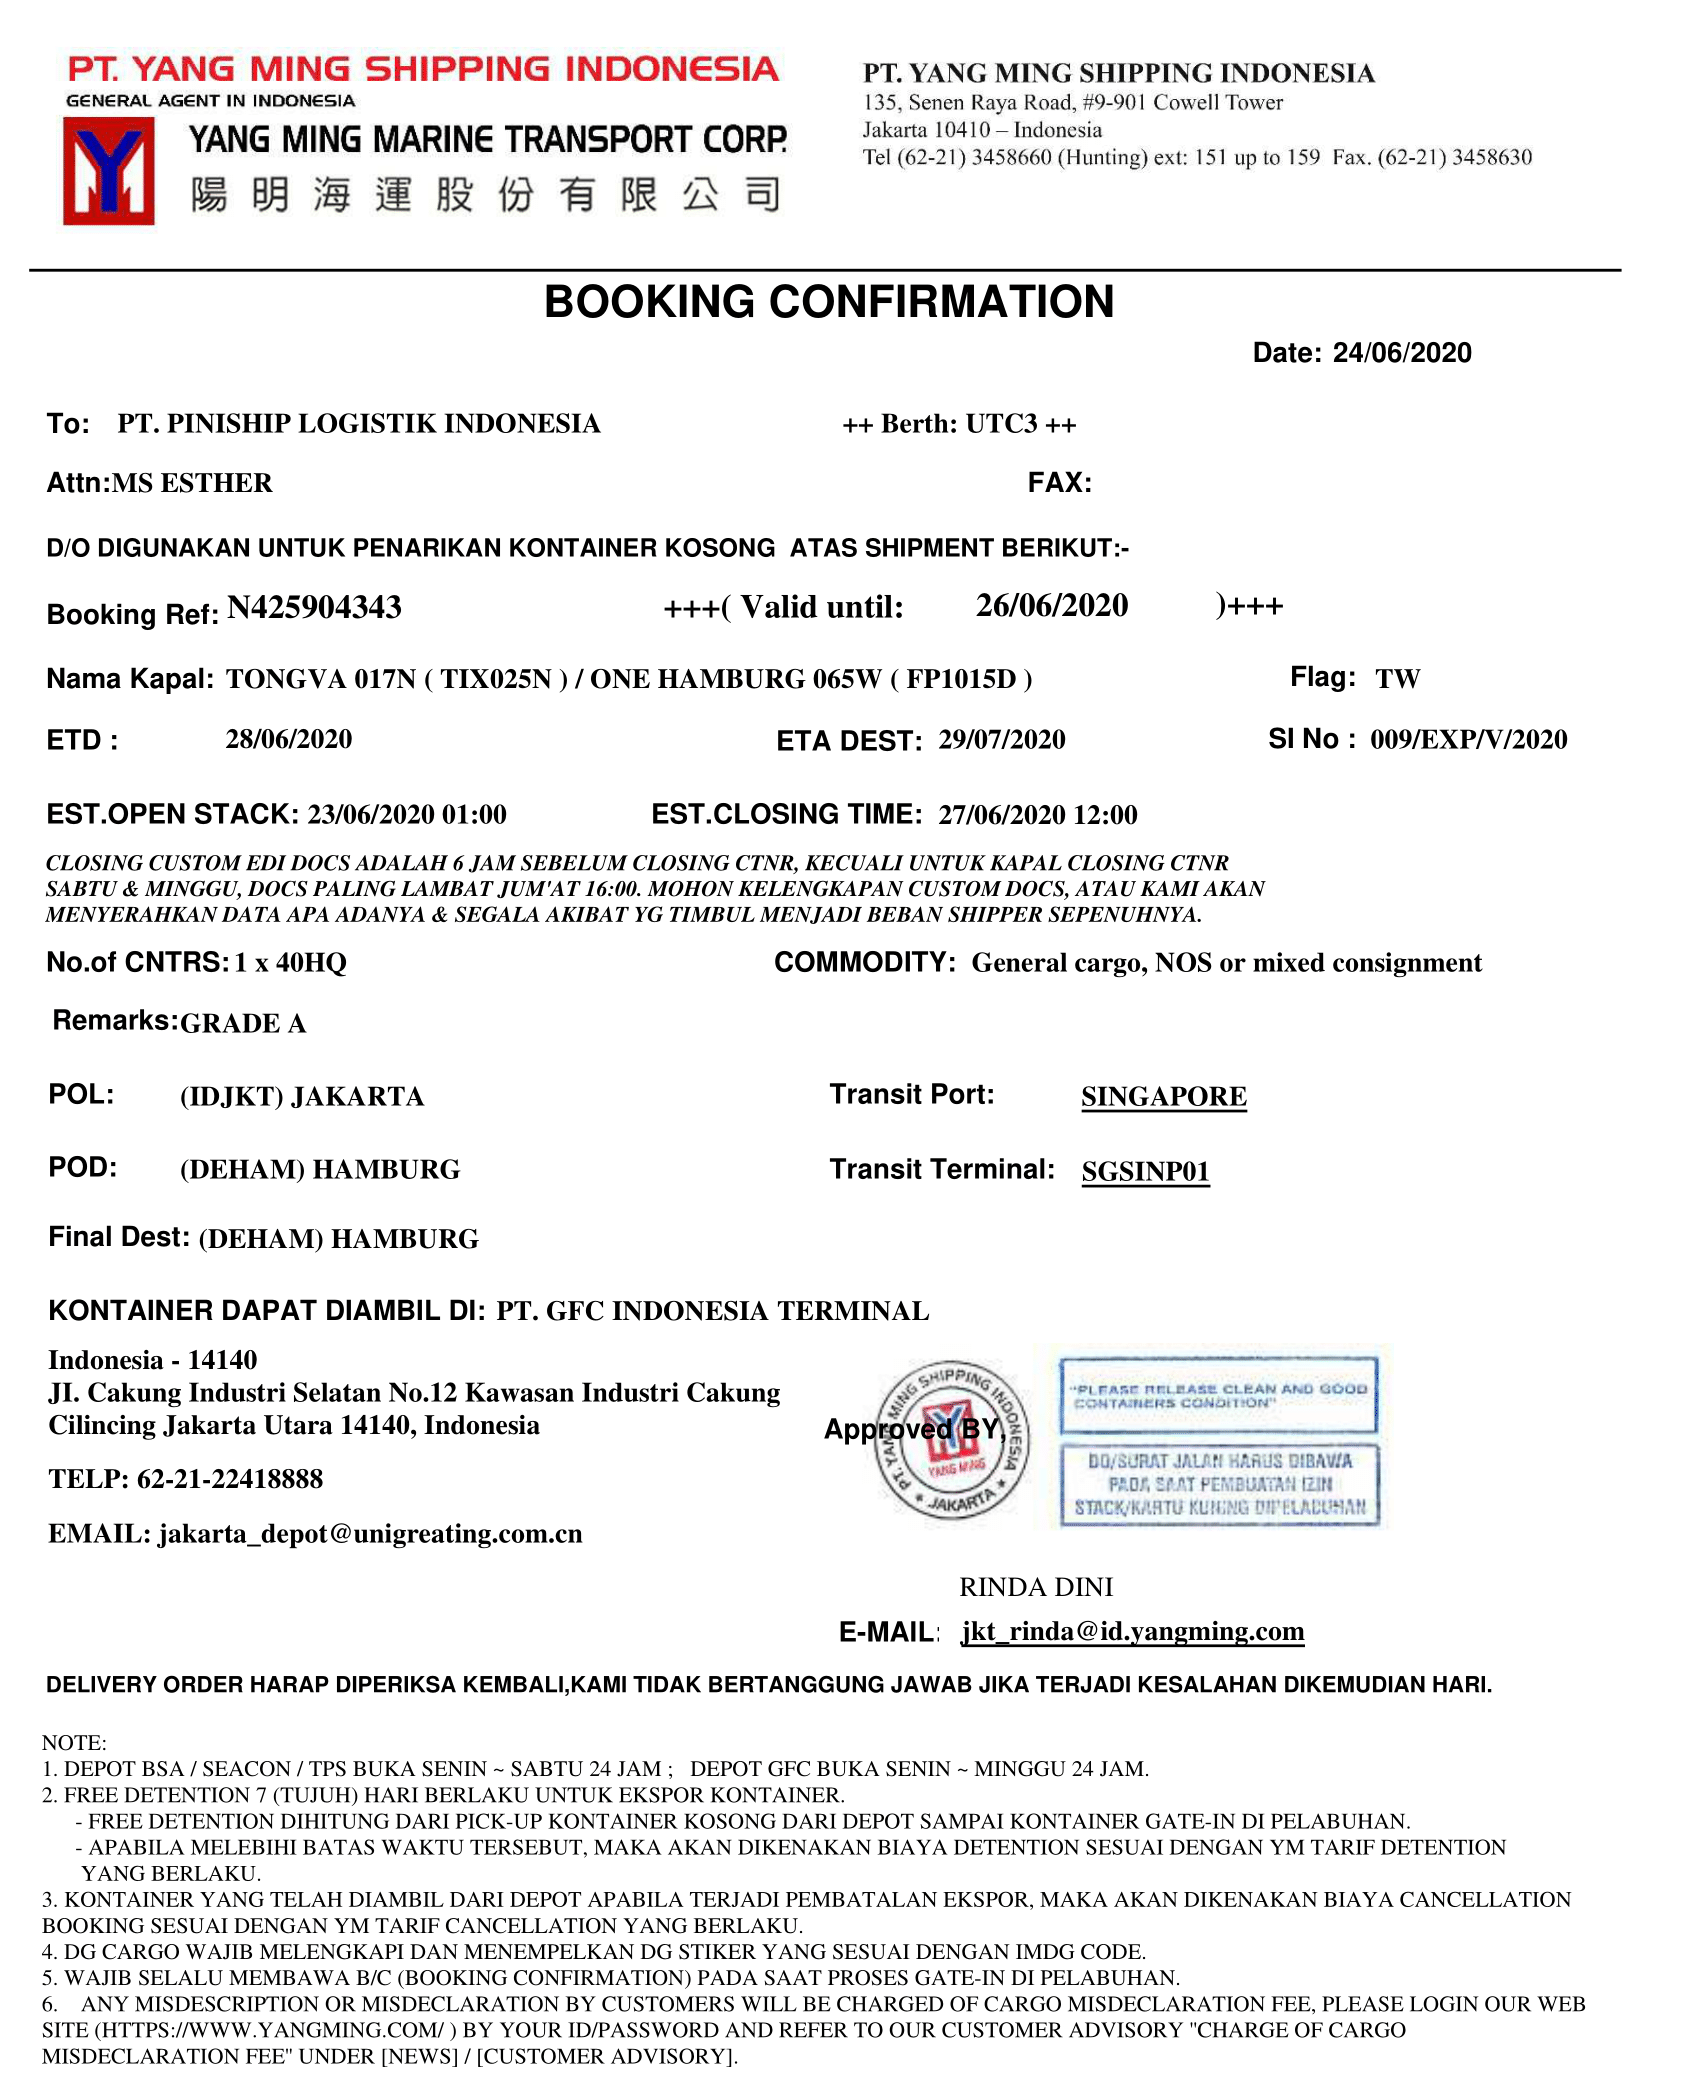 PT. YANG MING SHIPPING INDONESIA
GENERAL AGENT IN INDONESIA
YANG MING MARINE TRANSPORT CORP.
陽明海運股份有限公司
PT. YANG MING SHIPPING INDONESIA
135, Senen Raya Road, #9-901 Cowell Tower
Jakarta 10410 – Indonesia
Tel (62-21) 3458660 (Hunting) ext: 151 up to 159 Fax. (62-21) 3458630
BOOKING CONFIRMATION
Date: 24/06/2020
To: PT. PINISHIP LOGISTIK INDONESIA ++ Berth: UTC3 ++
Attn:MS ESTHER FAX:
D/O DIGUNAKAN UNTUK PENARIKAN KONTAINER KOSONG ATAS SHIPMENT BERIKUT:-
Booking Ref: N425904343 +++( Valid until: 26/06/2020 )+++
Nama Kapal: TONGVA 017N ( TIX025N ) / ONE HAMBURG 065W ( FP1015D ) Flag: TW
ETD : 28/06/2020 ETA DEST: 29/07/2020 SI No : 009/EXP/V/2020
EST.OPEN STACK: 23/06/2020 01:00 EST.CLOSING TIME: 27/06/2020 12:00
CLOSING CUSTOM EDI DOCS ADALAH 6 JAM SEBELUM CLOSING CTNR, KECUALI UNTUK KAPAL CLOSING CTNR
SABTU & MINGGU, DOCS PALING LAMBAT JUM'AT 16:00. MOHON KELENGKAPAN CUSTOM DOCS, ATAU KAMI AKAN
MENYERAHKAN DATA APA ADANYA & SEGALA AKIBAT YG TIMBUL MENJADI BEBAN SHIPPER SEPENUHNYA.
No.of CNTRS: 1 x 40HQ COMMODITY: General cargo, NOS or mixed consignment
Remarks:GRADE A
POL: (IDJKT) JAKARTA Transit Port: SINGAPORE
POD: (DEHAM) HAMBURG Transit Terminal: SGSINP01
Final Dest: (DEHAM) HAMBURG
KONTAINER DAPAT DIAMBIL DI: PT. GFC INDONESIA TERMINAL
Indonesia - 14140
JI. Cakung Industri Selatan No.12 Kawasan Industri Cakung
Cilincing Jakarta Utara 14140, Indonesia
TELP: 62-21-22418888
EMAIL: jakarta_depot@unigreating.com.cn
Approved BY,
PT. YANG MING SHIPPING INDONESIA
YANG MING
* JAKARTA *
"PLEASE RELEASE CLEAN AND GOOD
CONTAINERS CONDITION"
DO/SURAT JALAN HARUS DIBAWA
PADA SAAT PEMBUATAN IZIN
STACK/KARTU KUNING DIPELABUHAN
RINDA DINI
E-MAIL: jkt_rinda@id.yangming.com
DELIVERY ORDER HARAP DIPERIKSA KEMBALI,KAMI TIDAK BERTANGGUNG JAWAB JIKA TERJADI KESALAHAN DIKEMUDIAN HARI.
NOTE:
1. DEPOT BSA / SEACON / TPS BUKA SENIN ~ SABTU 24 JAM ; DEPOT GFC BUKA SENIN ~ MINGGU 24 JAM.
2. FREE DETENTION 7 (TUJUH) HARI BERLAKU UNTUK EKSPOR KONTAINER.
- FREE DETENTION DIHITUNG DARI PICK-UP KONTAINER KOSONG DARI DEPOT SAMPAI KONTAINER GATE-IN DI PELABUHAN.
- APABILA MELEBIHI BATAS WAKTU TERSEBUT, MAKA AKAN DIKENAKAN BIAYA DETENTION SESUAI DENGAN YM TARIF DETENTION
YANG BERLAKU.
3. KONTAINER YANG TELAH DIAMBIL DARI DEPOT APABILA TERJADI PEMBATALAN EKSPOR, MAKA AKAN DIKENAKAN BIAYA CANCELLATION
BOOKING SESUAI DENGAN YM TARIF CANCELLATION YANG BERLAKU.
4. DG CARGO WAJIB MELENGKAPI DAN MENEMPELKAN DG STIKER YANG SESUAI DENGAN IMDG CODE.
5. WAJIB SELALU MEMBAWA B/C (BOOKING CONFIRMATION) PADA SAAT PROSES GATE-IN DI PELABUHAN.
6. ANY MISDESCRIPTION OR MISDECLARATION BY CUSTOMERS WILL BE CHARGED OF CARGO MISDECLARATION FEE, PLEASE LOGIN OUR WEB
SITE (HTTPS://WWW.YANGMING.COM/ ) BY YOUR ID/PASSWORD AND REFER TO OUR CUSTOMER ADVISORY "CHARGE OF CARGO
MISDECLARATION FEE" UNDER [NEWS] / [CUSTOMER ADVISORY].